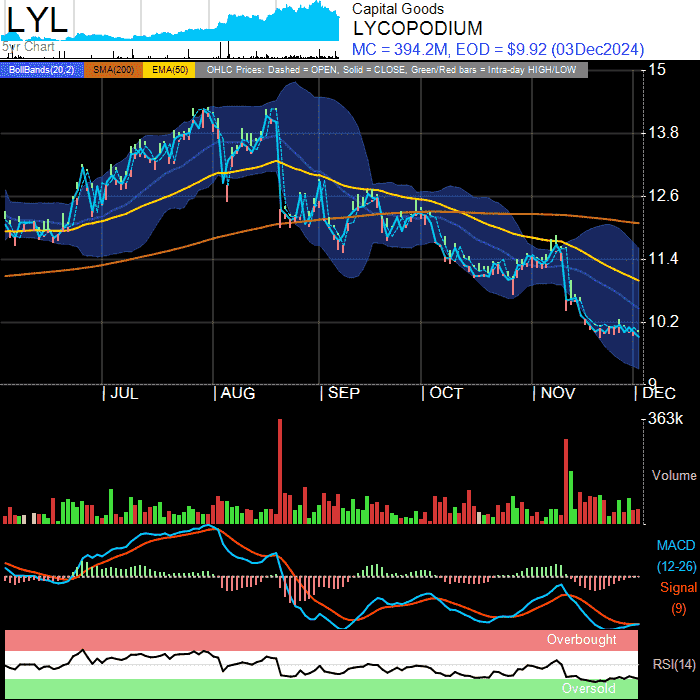 LYL
5yr Chart
Capital Goods
LYCOPODIUM
MC = 394.2M, EOD = $9.92 (03Dec2024)
BollBands(20,2) SMA(200) EMA(50) OHLC Prices: Dashed = OPEN, Solid = CLOSE, Green/Red bars = Intra-day HIGH/LOW
15
13.8
12.6
11.4
10.2
9
JUL AUG SEP OCT NOV DEC
363k
Volume
MACD
(12-26)
Signal
(9)
Overbought
RSI(14)
Oversold